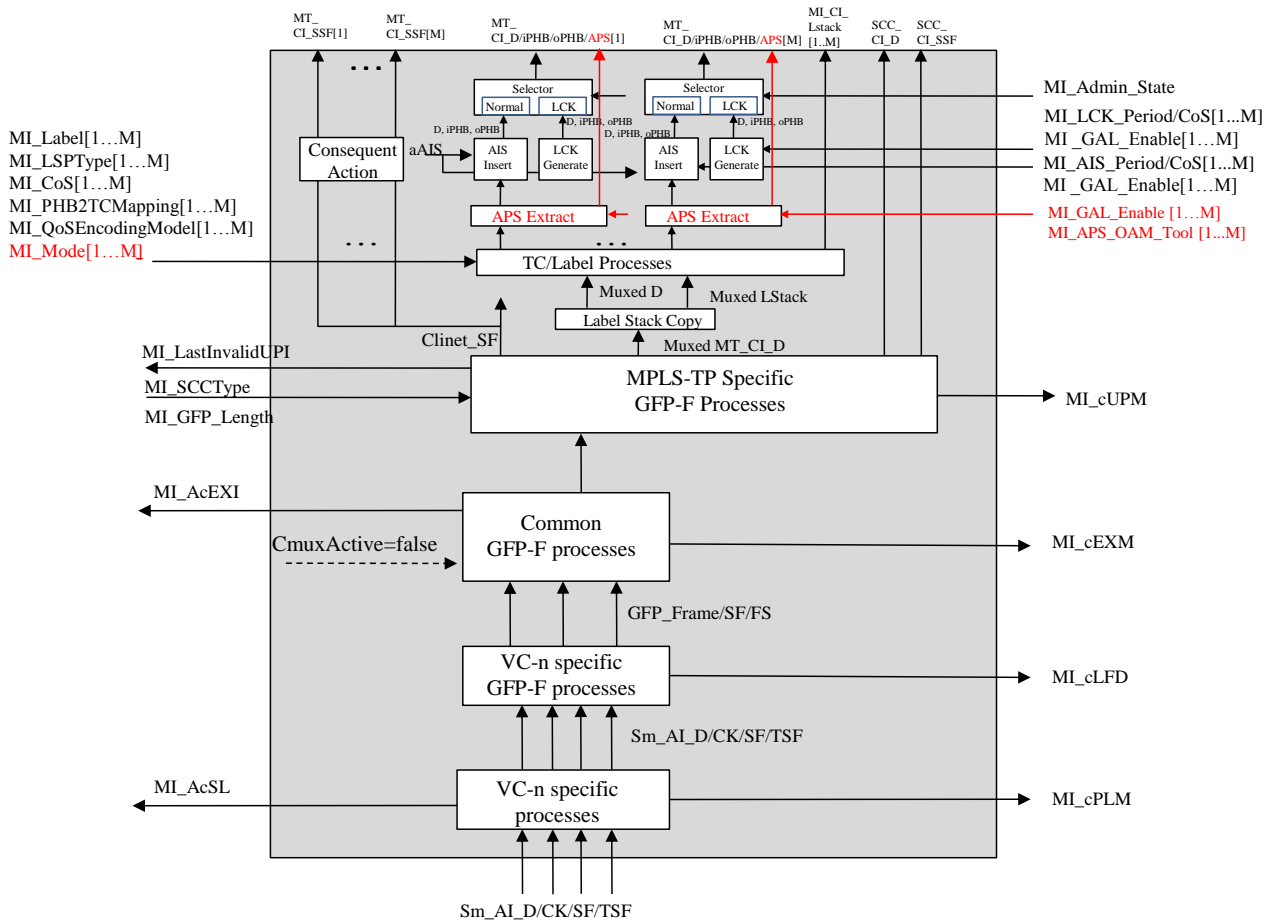 MT_
CI_SSF[1]
MT_
CI_SSF[M]
MT_
CI_D/iPHB/oPHB/APS[1]
MT_
CI_D/iPHB/oPHB/APS[M]
MI_CI_
Lstack
[1..M]
SCC_
CI_D
SCC_
CI_SSF
...
Selector
Normal
LCK
Selector
Normal
LCK
D, iPHB, oPHB
D, iPHB, oPHB
D, iPHB, oPHB
MI_Admin_State
MI_LCK_Period/CoS[1...M]
MI _GAL_Enable[1…M]
MI_AIS_Period/CoS[1...M]
MI _GAL_Enable[1…M]
MI_GAL_Enable [1…M]
MI_APS_OAM_Tool [1...M]
MI_Label[1…M]
MI_LSPType[1…M]
MI_CoS[1…M]
MI_PHB2TCMapping[1…M]
MI_QoSEncodingModel[1…M]
MI_Mode[1…M]
Consequent
Action
aAIS
AIS
Insert
LCK
Generate
AIS
Insert
LCK
Generate
APS Extract
APS Extract
...
...
TC/Label Processes
Muxed D
Muxed LStack
Label Stack Copy
Clinet_SF
Muxed MT_CI_D
MI_LastInvalidUPI
MI_SCCType
MI_GFP_Length
MPLS-TP Specific
GFP-F Processes
MI_cUPM
MI_AcEXI
Common
GFP-F processes
CmuxActive=false
MI_cEXM
GFP_Frame/SF/FS
VC-n specific
GFP-F processes
MI_cLFD
Sm_AI_D/CK/SF/TSF
MI_AcSL
VC-n specific
processes
MI_cPLM
Sm_AI_D/CK/SF/TSF